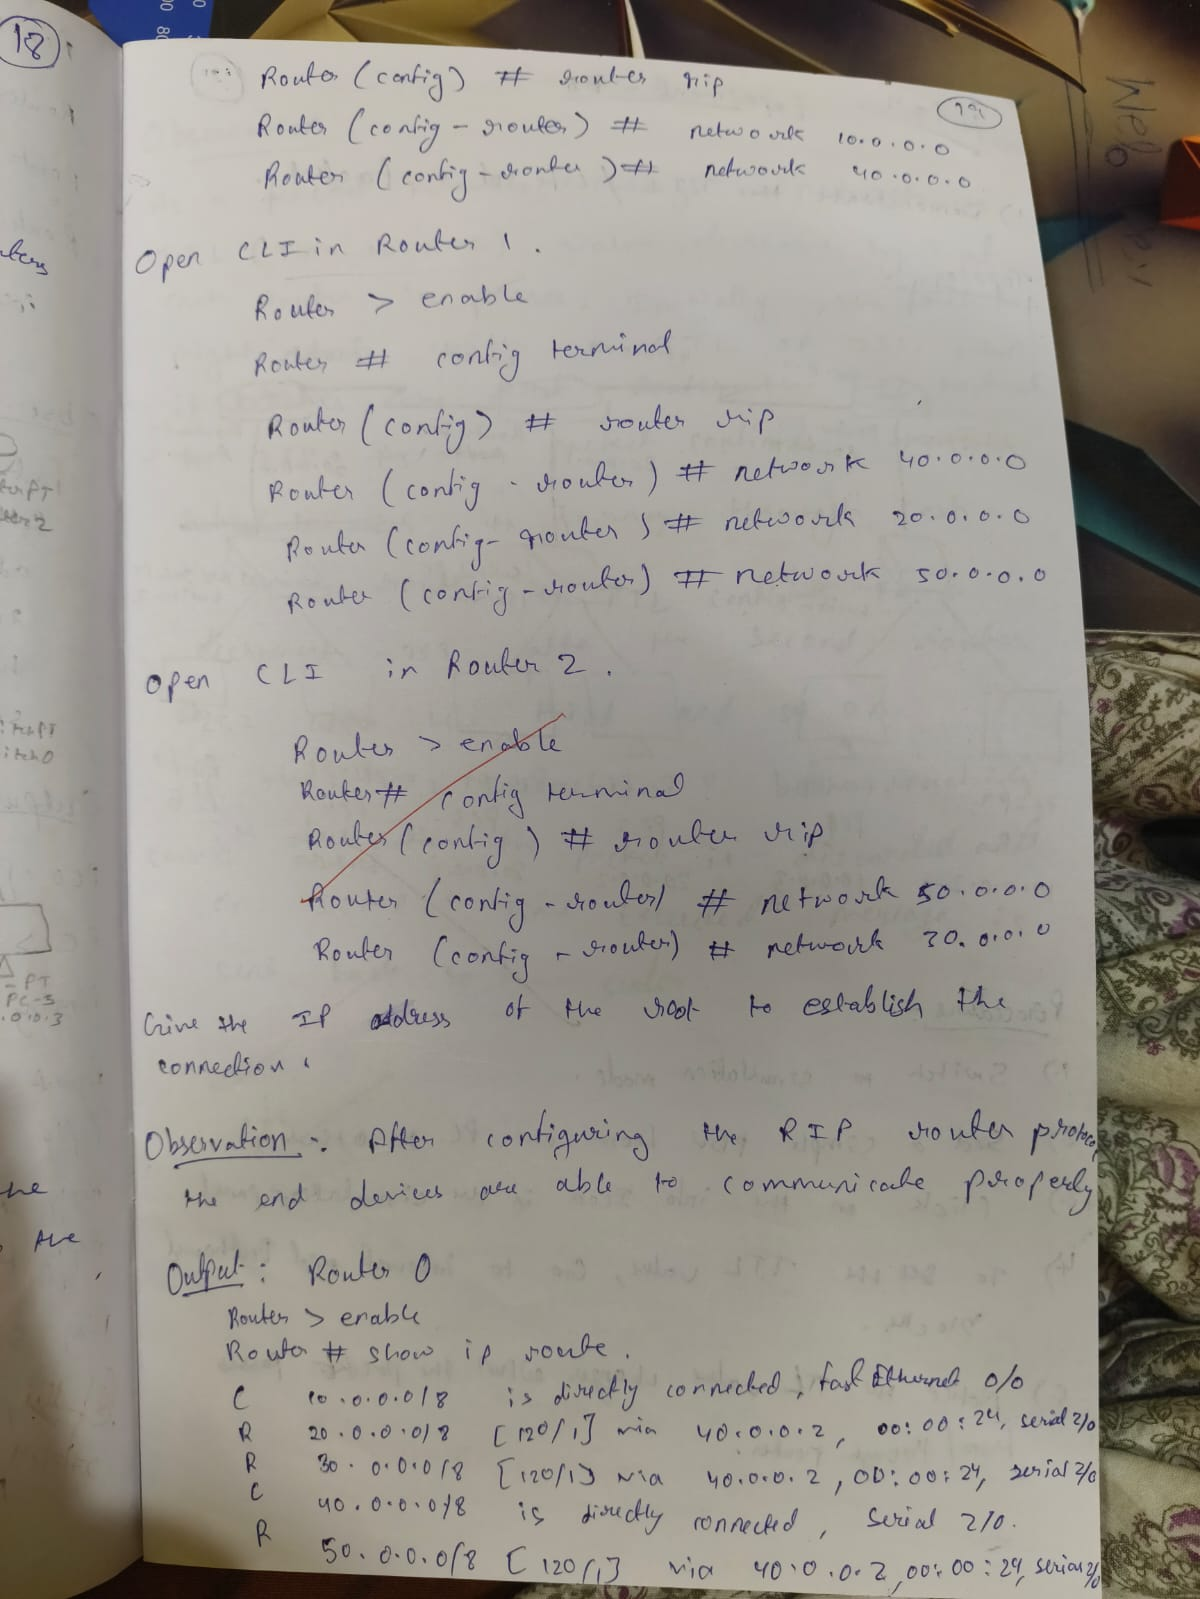 18
19
Router (config) # router rip
Router (config - router) # network 10.0.0.0
Router (config - router) # network 40.0.0.0
Open CLI in Router 1.
Router > enable
Router # config terminal
Router (config) # router rip
Router (config - router) # network 40.0.0.0
Router (config - router) # network 20.0.0.0
Router (config - router) # network 50.0.0.0
Open CLI in Router 2.
Router > enable
Router # config terminal
Router (config) # router rip
Router (config - router) # network 50.0.0.0
Router (config - router) # network 30.0.0.0
Give the IP address of the root to establish the
connection.
Observation :- After configuring the RIP router protocol
the end devices are able to communicate properly
Output : Router 0
Router > enable
Router # show ip route.
C 10.0.0.0/8 is directly connected, fast Ethernet 0/0
R 20.0.0.0/8 [120/1] via 40.0.0.2, 00:00:24, serial 2/0
R 30.0.0.0/8 [120/1] via 40.0.0.2, 00:00:24, serial 2/0
C 40.0.0.0/8 is directly connected, Serial 2/0.
R 50.0.0.0/8 [120/1] via 40.0.0.2, 00:00:24, serial 2/0